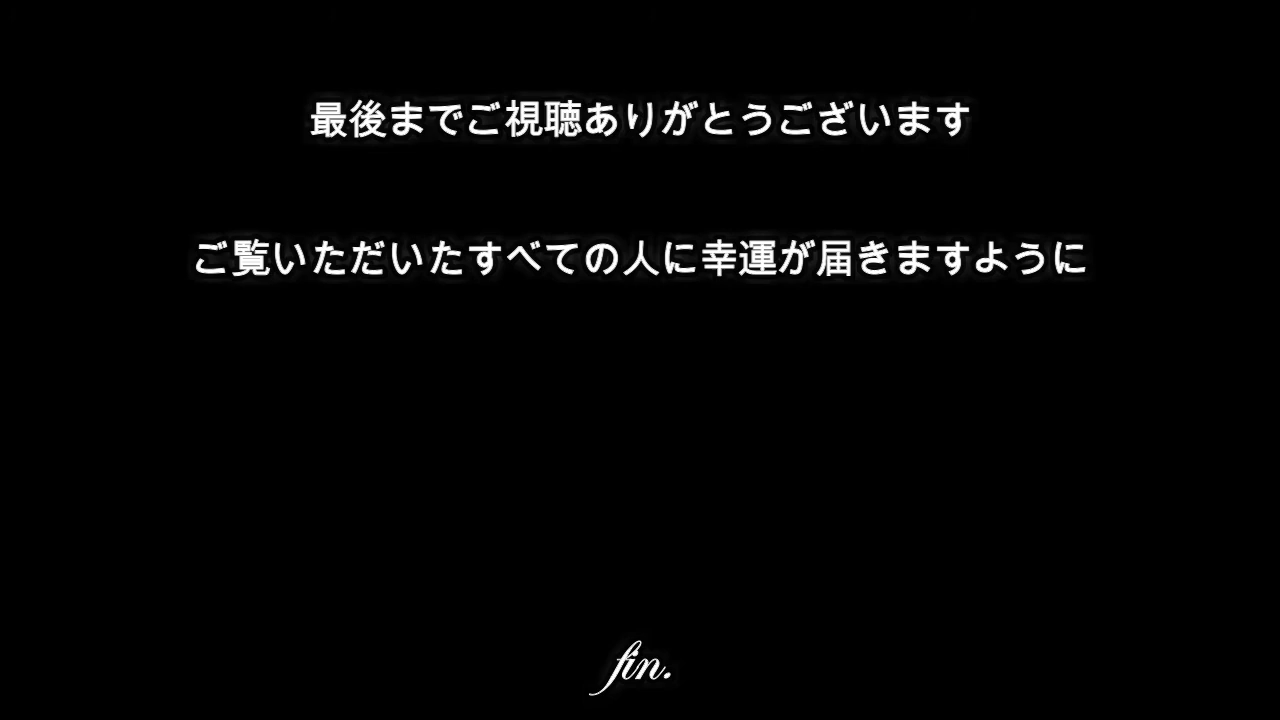 最後までご視聴ありがとうございます
ご覧いただいたすべての人に幸運が届きますように
fin.